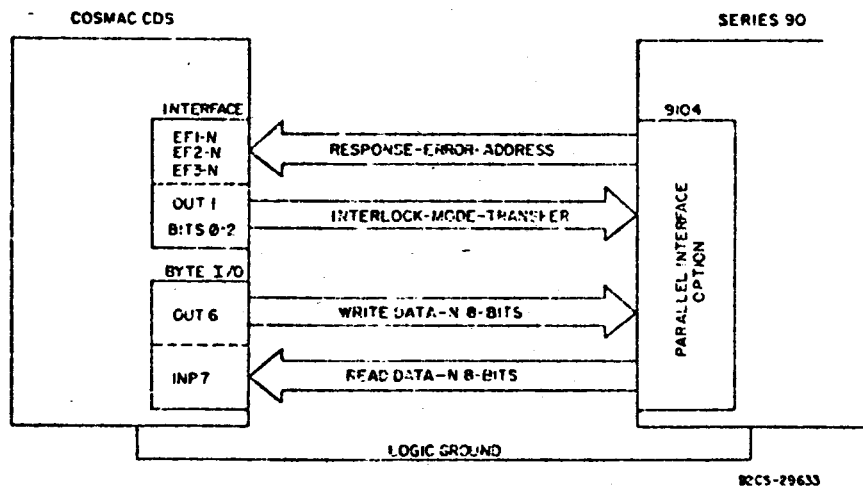 COSMAC CDS
SERIES 90
INTERFACE
9104
EF1-N
EF2-N
EF3-N
RESPONSE-ERROR-ADDRESS
OUT 1
BITS 0-2
INTERLOCK-MODE-TRANSFER
BYTE I/O
OUT 6
WRITE DATA-N 8-BITS
INP 7
READ DATA-N 8-BITS
PARALLEL INTERFACE
OPTION
LOGIC GROUND
92CS-29633